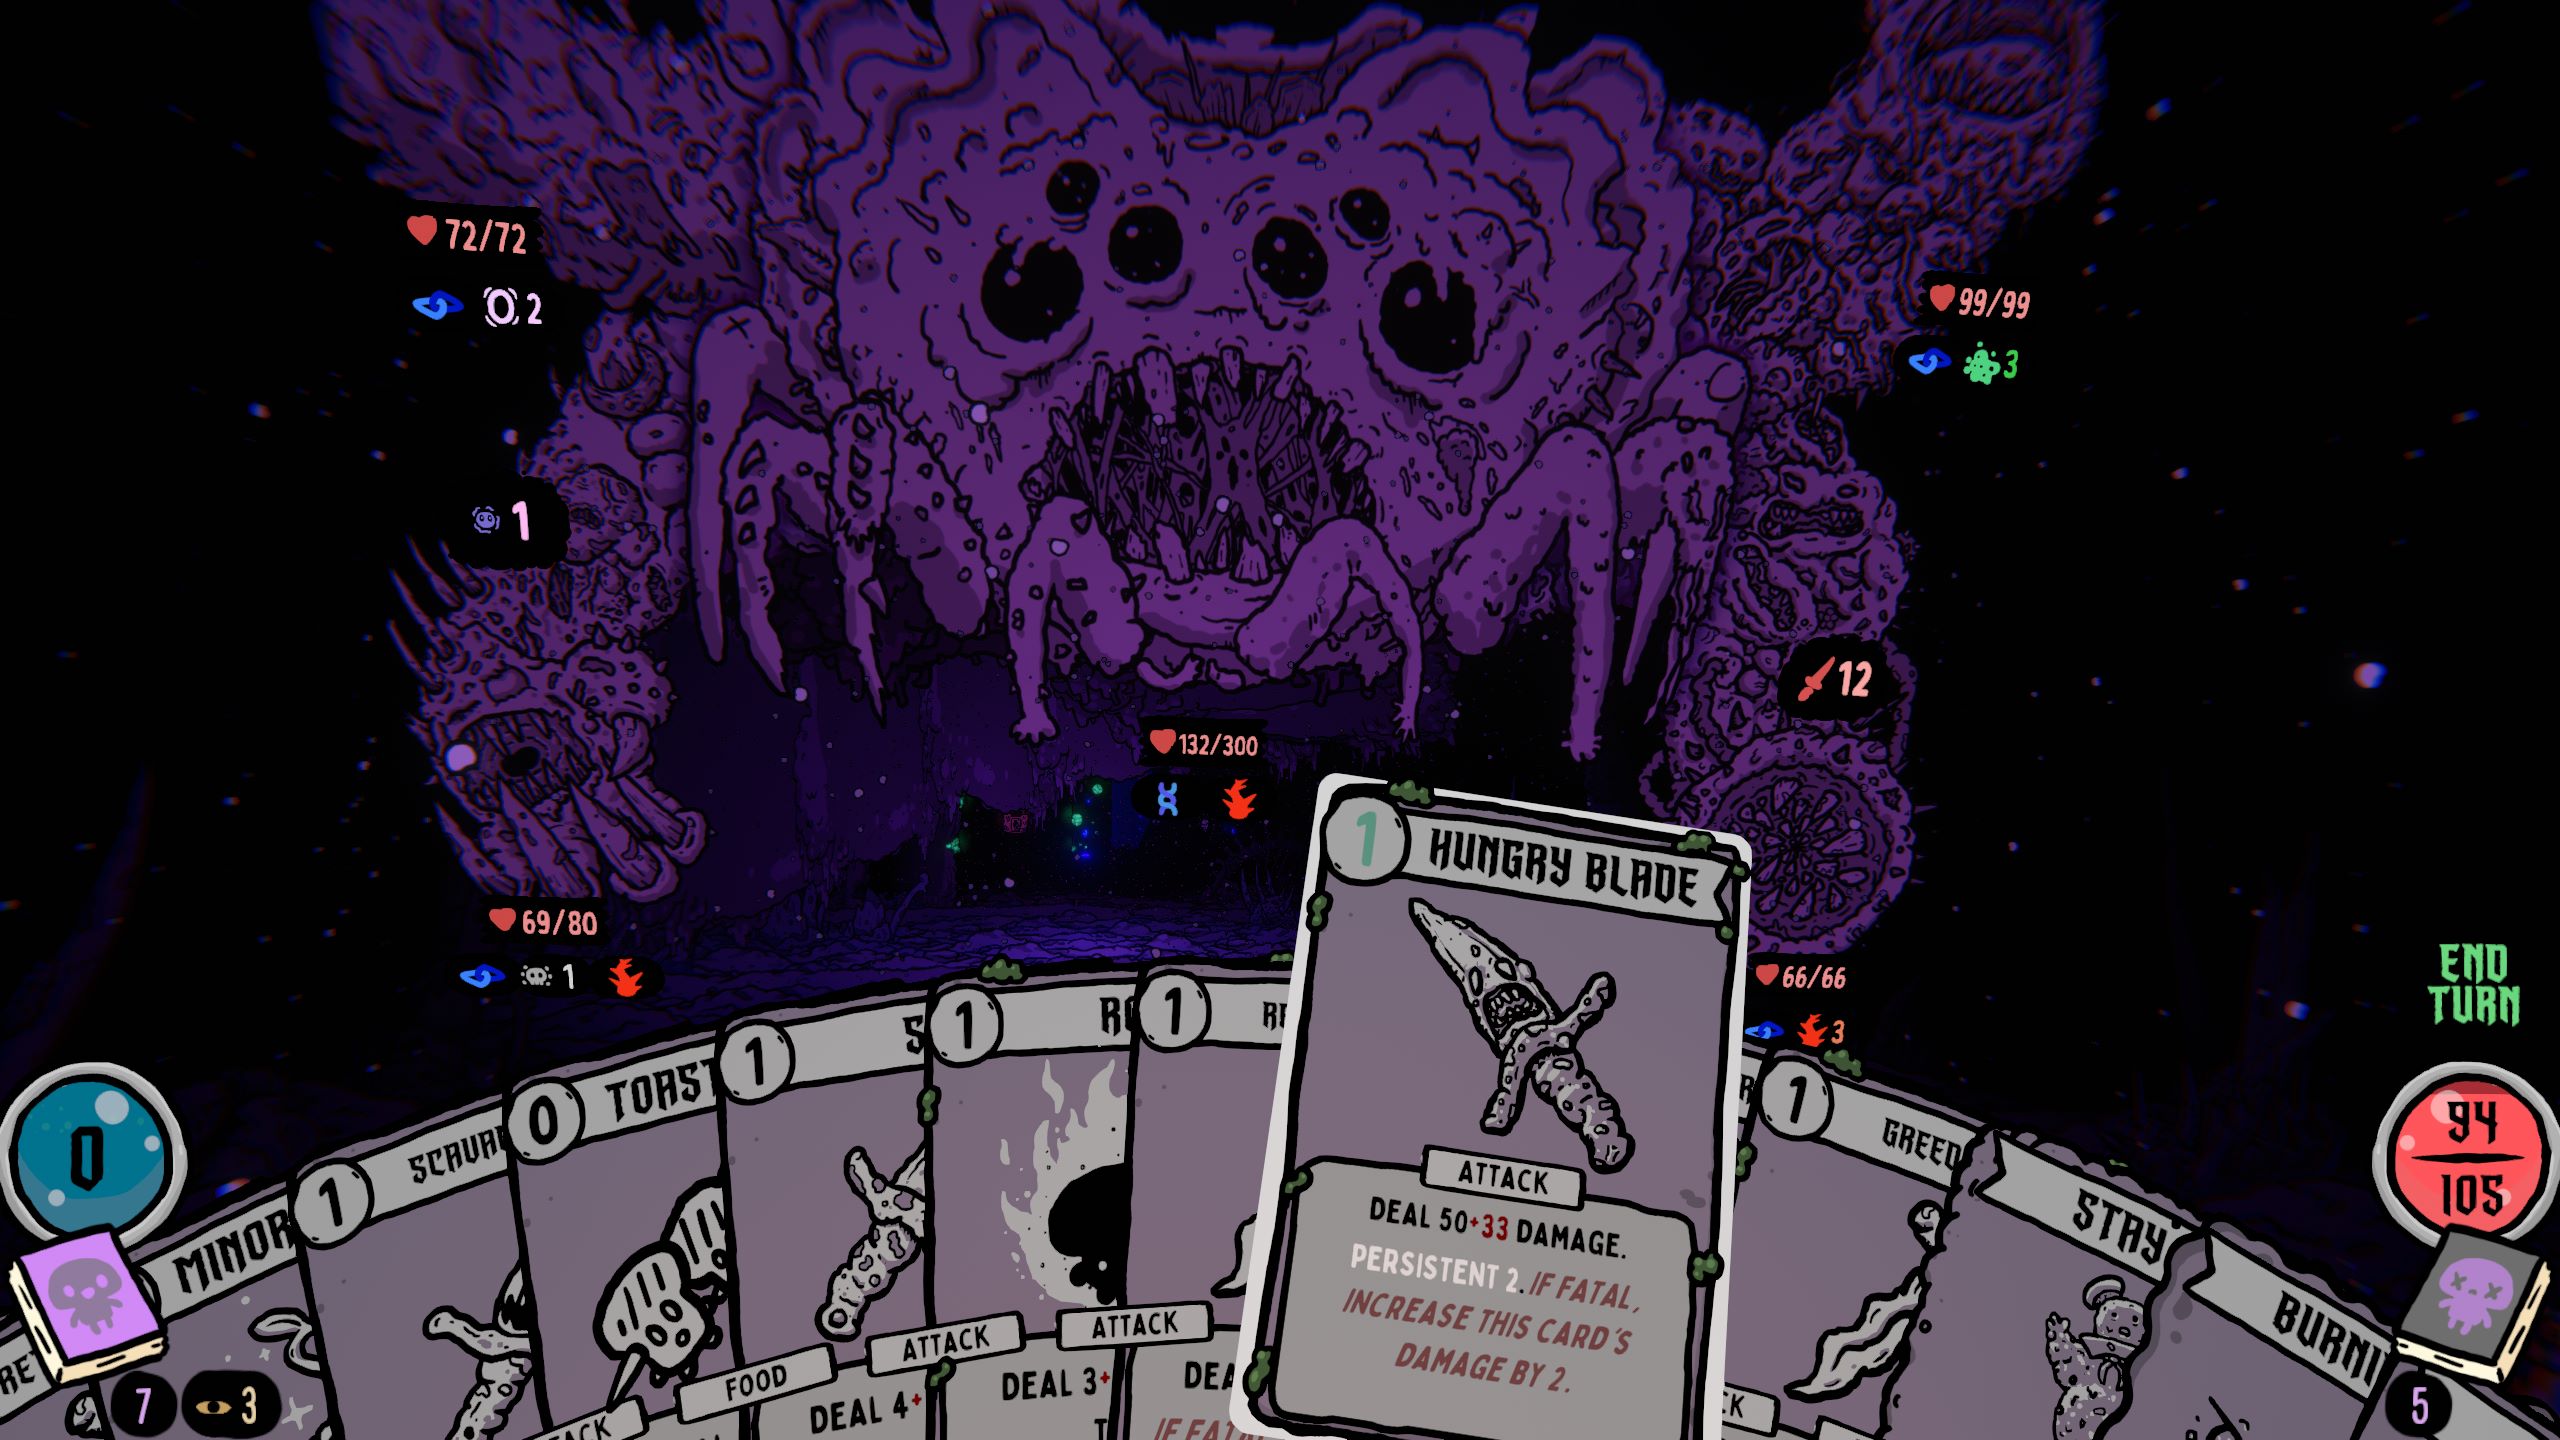 72/72
2
99/99
3
1
12
132/300
69/80
1
66/66
3
END
TURN
0
94
105
7
3
5
MINOR
1
0
TOAST
1
1
1
1
HUNGRY BLADE
ATTACK
DEAL 50+33 DAMAGE.
PERSISTENT 2. IF FATAL,
INCREASE THIS CARD'S
DAMAGE BY 2.
1
GREED
STAY
BURNI
FOOD
ATTACK
DEAL 4+
ATTACK
DEAL 3+